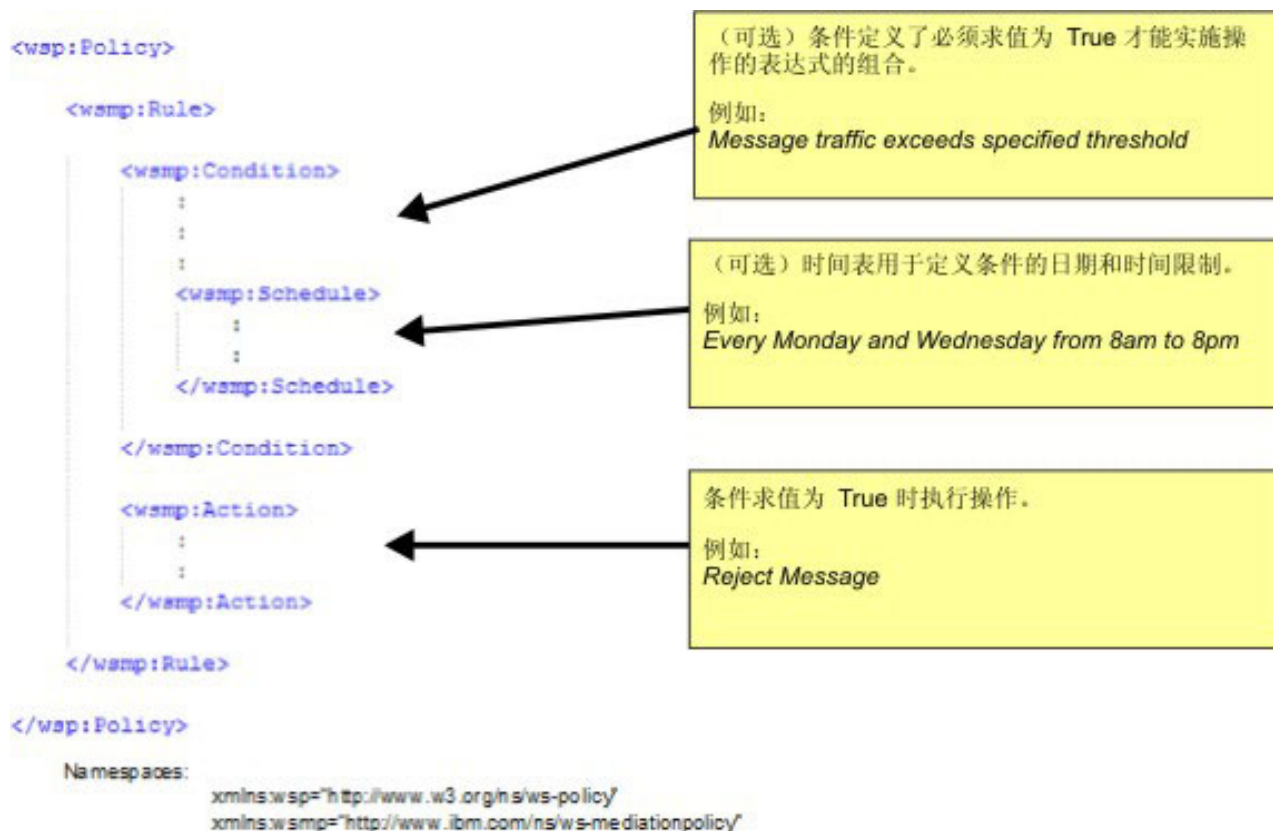 <wsp:Policy>
<wsmp:Rule>
<wsmp:Condition>
:
:
:
<wsmp:Schedule>
:
:
</wsmp:Schedule>
</wsmp:Condition>
<wsmp:Action>
:
:
</wsmp:Action>
</wsmp:Rule>
</wsp:Policy>
（可选）条件定义了必须求值为 True 才能实施操
作的表达式的组合。
例如：
Message traffic exceeds specified threshold
（可选）时间表用于定义条件的日期和时间限制。
例如：
Every Monday and Wednesday from 8am to 8pm
条件求值为 True 时执行操作。
例如：
Reject Message
Namespaces:
xmlns:wsp="http://www.w3.org/ns/ws-policy"
xmlns:wsmp="http://www.ibm.com/ns/ws-mediationpolicy"